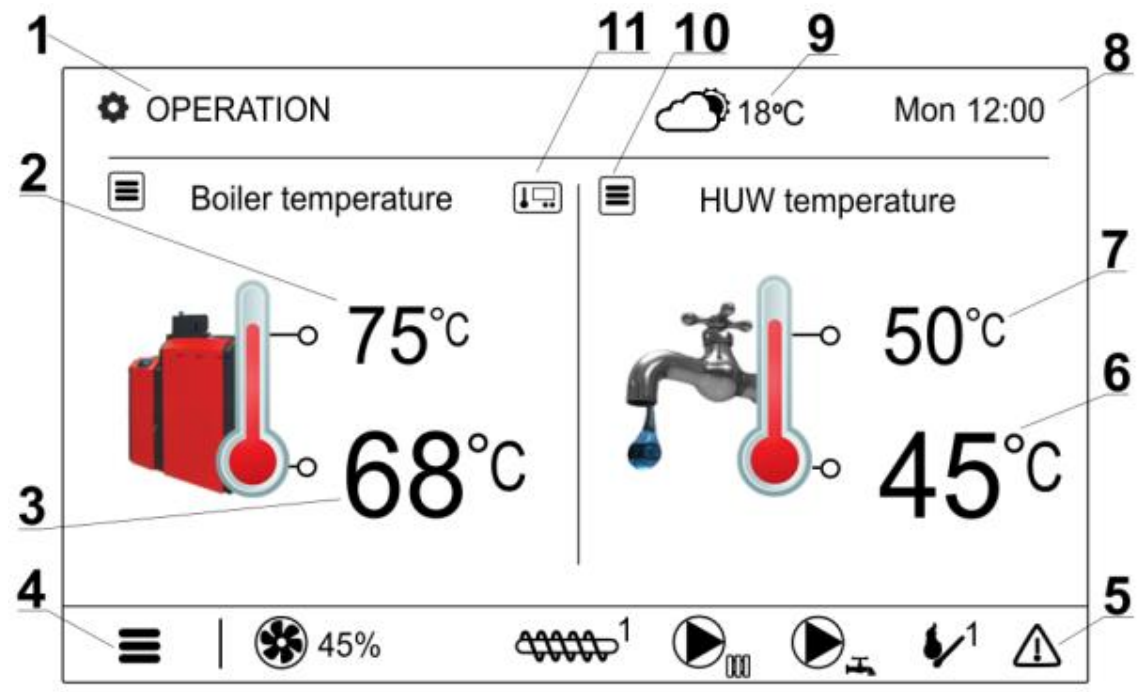 1
11
10
9
8
OPERATION
18°C
Mon 12:00
2
Boiler temperature
HUW temperature
7
75°C
50°C
6
68°C
45°C
3
4
5
45%
1
1